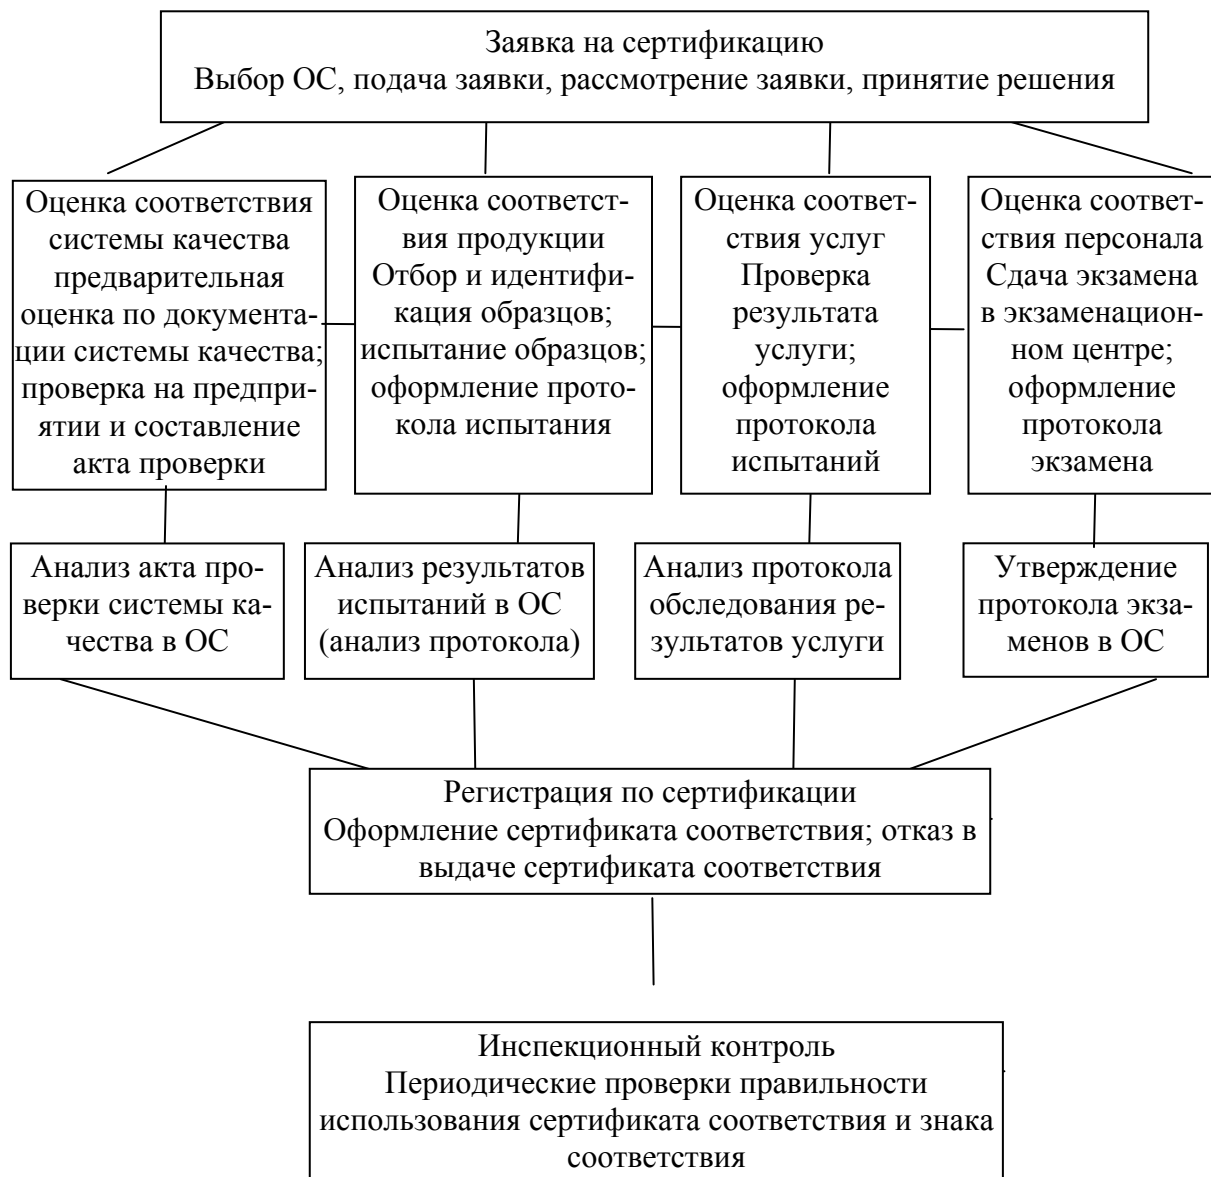 Заявка на сертификацию
Выбор ОС, подача заявки, рассмотрение заявки, принятие решения
Оценка соответствия
системы качества
предварительная
оценка по документа-
ции системы качества;
проверка на предпри-
ятии и составление
акта проверки
Оценка соответст-
вия продукции
Отбор и идентифи-
кация образцов;
испытание образцов;
оформление прото-
кола испытания
Оценка соответ-
ствия услуг
Проверка
результата
услуги;
оформление
протокола
испытаний
Оценка соответ-
ствия персонала
Сдача экзамена
в экзаменацион-
ном центре;
оформление
протокола
экзамена
Анализ акта про-
верки системы ка-
чества в ОС
Анализ результатов
испытаний в ОС
(анализ протокола)
Анализ протокола
обследования ре-
зультатов услуги
Утверждение
протокола экза-
менов в ОС
Регистрация по сертификации
Оформление сертификата соответствия; отказ в
выдаче сертификата соответствия
Инспекционный контроль
Периодические проверки правильности
использования сертификата соответствия и знака
соответствия